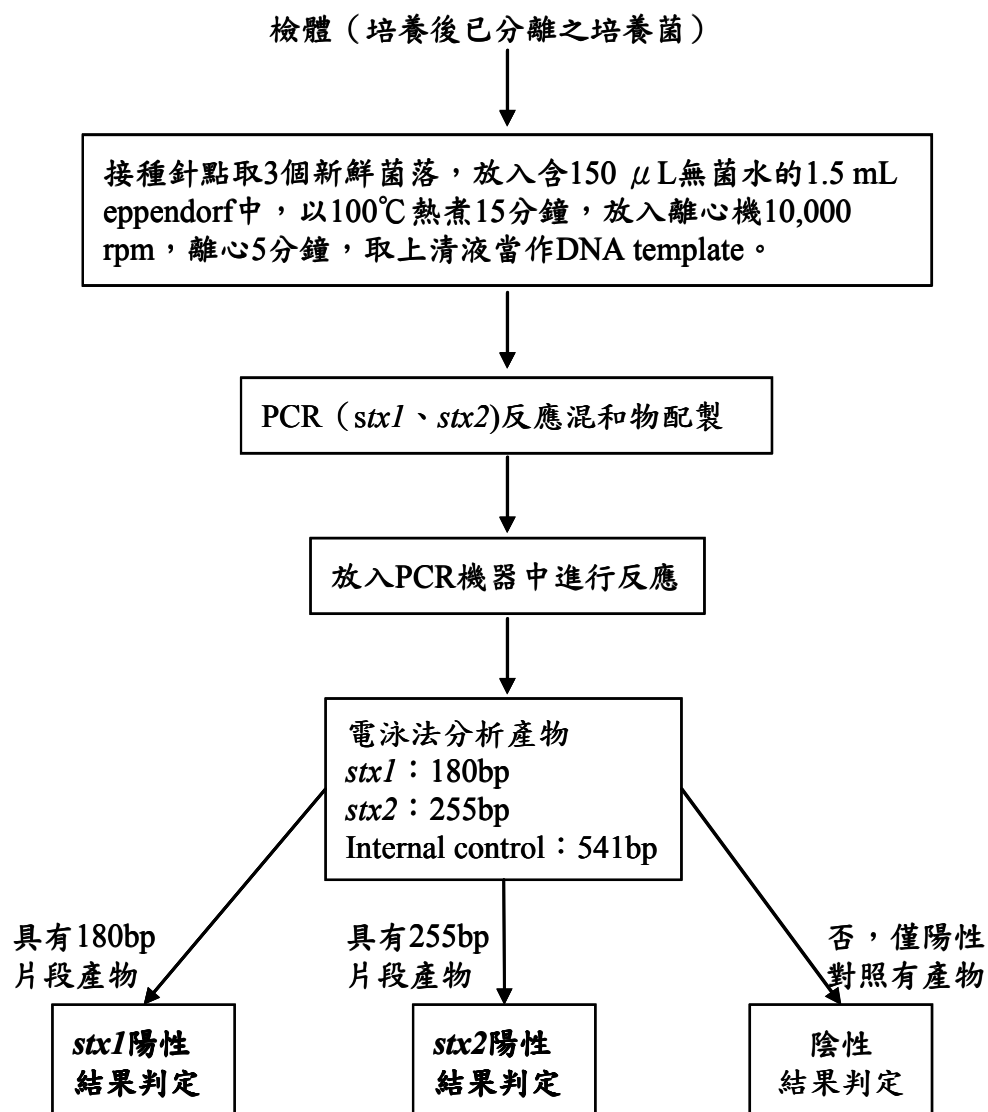 檢體（培養後已分離之培養菌）
接種針點取3個新鮮菌落，放入含150 μL無菌水的1.5 mL
eppendorf中，以100℃熱煮15分鐘，放入離心機10,000
rpm，離心5分鐘，取上清液當作DNA template。
PCR（stx1、stx2)反應混和物配製
放入PCR機器中進行反應
電泳法分析產物
stx1：180bp
stx2：255bp
Internal control：541bp
具有180bp
片段產物
具有255bp
片段產物
否，僅陽性
對照有產物
stx1陽性
結果判定
stx2陽性
結果判定
陰性
結果判定